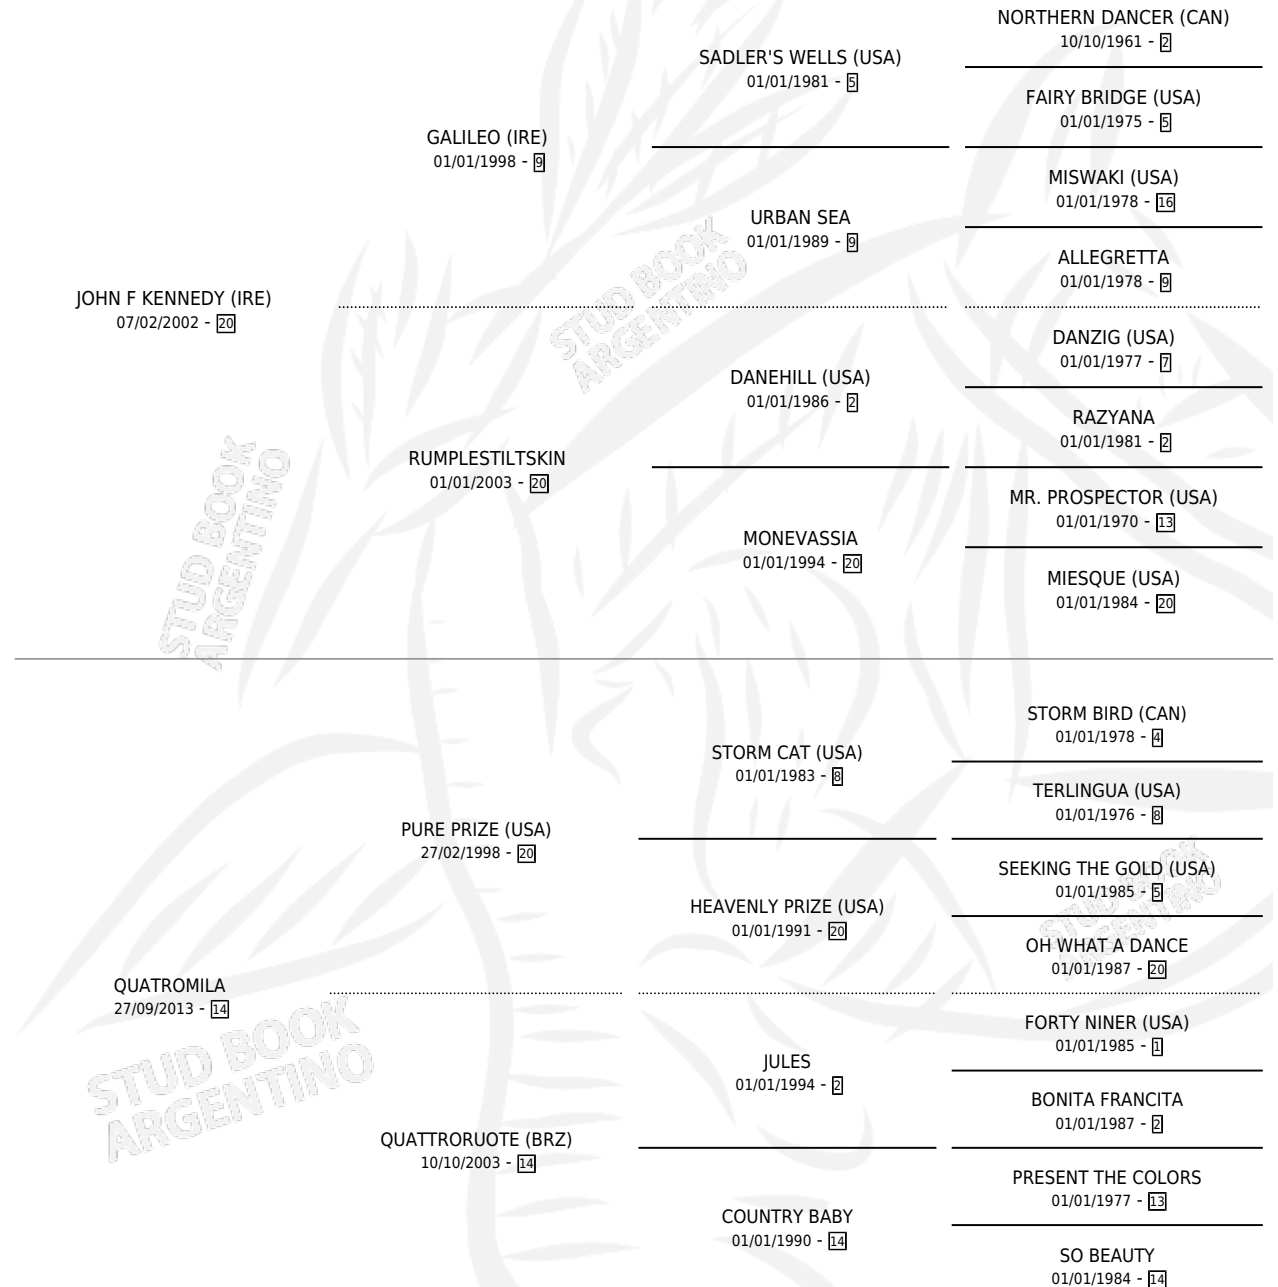 NORTHERN DANCER (CAN)
10/10/1961 - 2
SADLER'S WELLS (USA)
01/01/1981 - 5
FAIRY BRIDGE (USA)
01/01/1975 - 5
GALILEO (IRE)
01/01/1998 - 9
MISWAKI (USA)
01/01/1978 - 16
URBAN SEA
01/01/1989 - 9
ALLEGRETTA
01/01/1978 - 9
JOHN F KENNEDY (IRE)
07/02/2002 - 20
DANZIG (USA)
01/01/1977 - 7
DANEHILL (USA)
01/01/1986 - 2
RAZYANA
01/01/1981 - 2
RUMPLESTILTSKIN
01/01/2003 - 20
MR. PROSPECTOR (USA)
01/01/1970 - 13
MONEVASSIA
01/01/1994 - 20
MIESQUE (USA)
01/01/1984 - 20
STUD BOOK
ARGENTINO
STUD BOOK
ARGENTINO
STORM BIRD (CAN)
01/01/1978 - 4
STORM CAT (USA)
01/01/1983 - 8
TERLINGUA (USA)
01/01/1976 - 8
PURE PRIZE (USA)
27/02/1998 - 20
SEEKING THE GOLD (USA)
01/01/1985 - 5
HEAVENLY PRIZE (USA)
01/01/1991 - 20
OH WHAT A DANCE
01/01/1987 - 20
QUATROMILA
27/09/2013 - 14
FORTY NINER (USA)
01/01/1985 - 1
JULES
01/01/1994 - 2
BONITA FRANCITA
01/01/1987 - 2
QUATTRORUOTE (BRZ)
10/10/2003 - 14
PRESENT THE COLORS
01/01/1977 - 13
COUNTRY BABY
01/01/1990 - 14
SO BEAUTY
01/01/1984 - 14
STUD BOOK
ARGENTINO
STUD BOOK
ARGENTINO